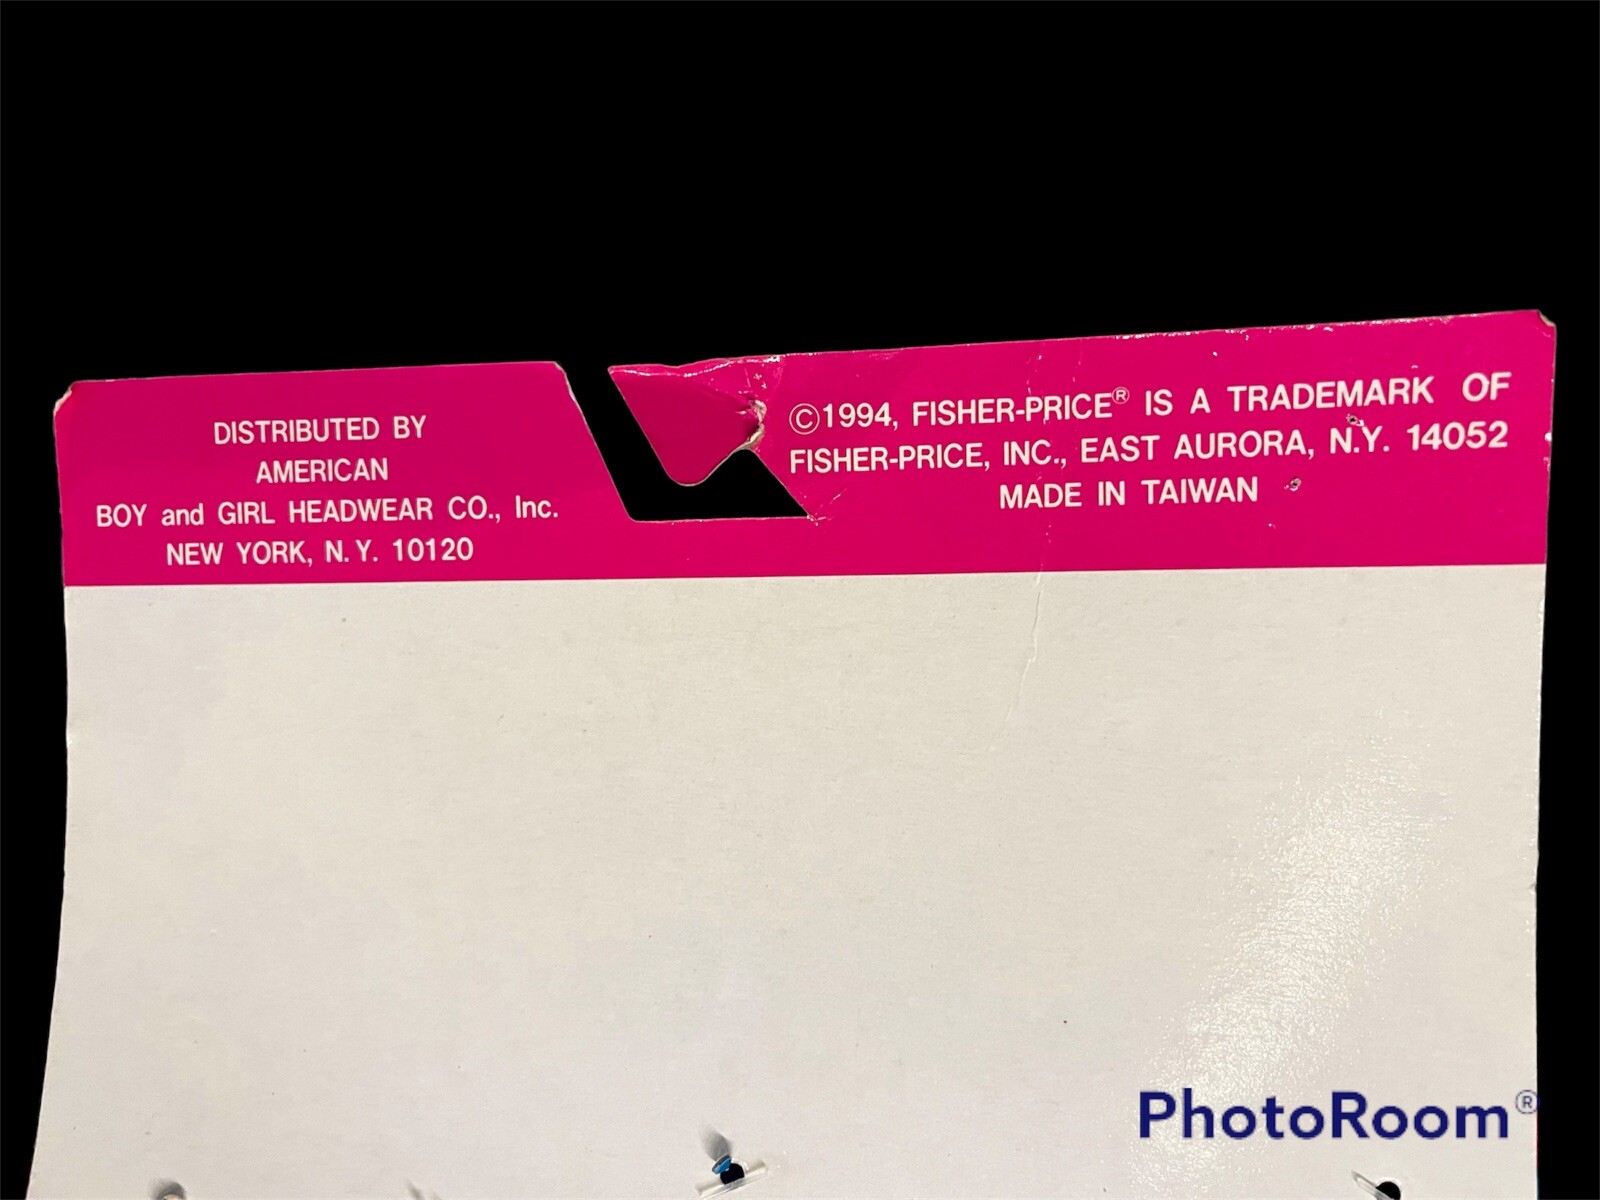 DISTRIBUTED BY
AMERICAN
BOY and GIRL HEADWEAR CO., Inc.
NEW YORK, N.Y. 10120
©1994, FISHER-PRICE® IS A TRADEMARK OF
FISHER-PRICE, INC., EAST AURORA, N.Y. 14052
MADE IN TAIWAN
PhotoRoom®